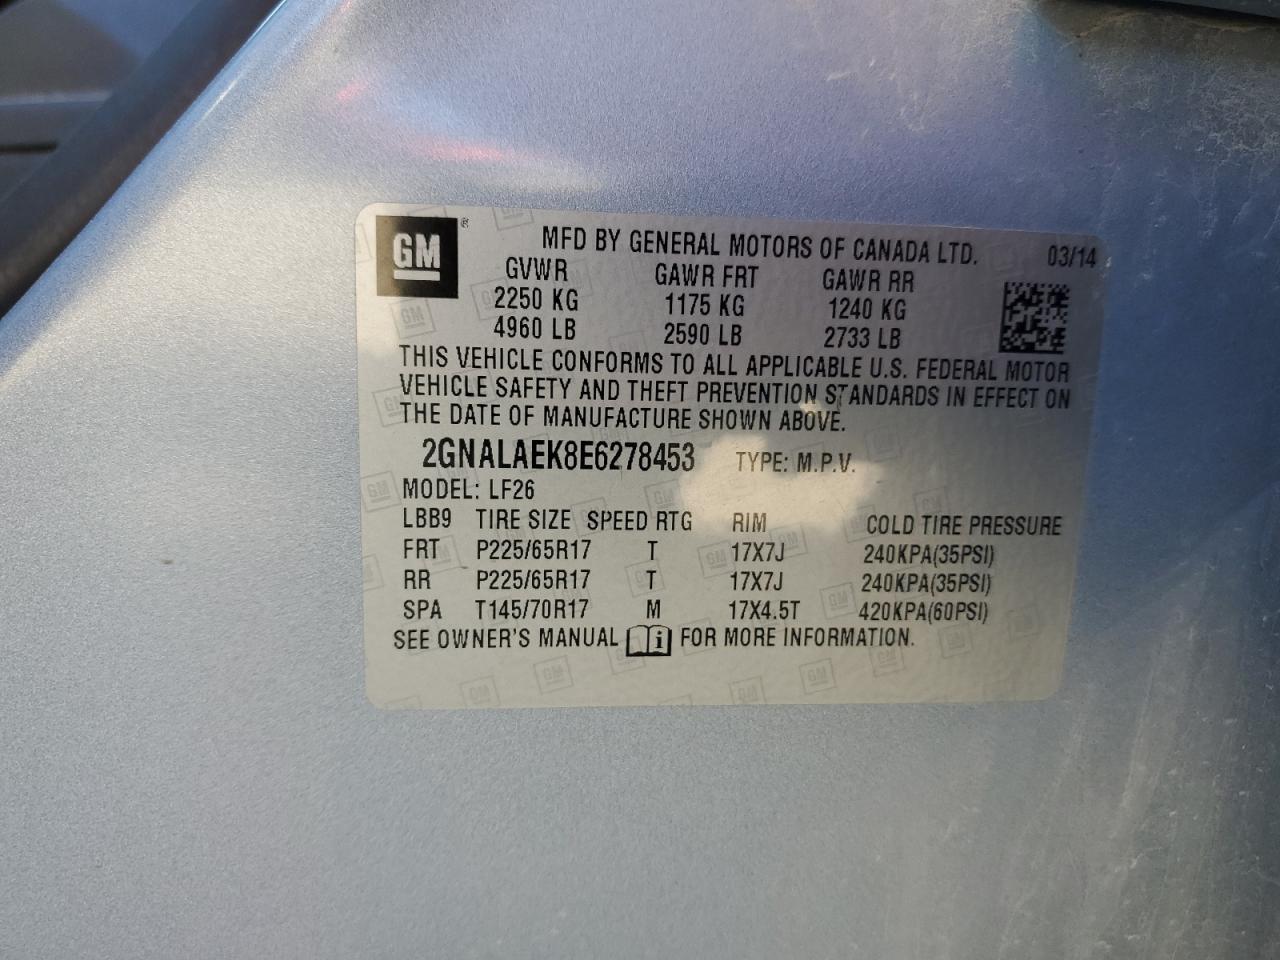 GM ® MFD BY GENERAL MOTORS OF CANADA LTD. 03/14
GVWR GAWR FRT GAWR RR
2250 KG 1175 KG 1240 KG
4960 LB 2590 LB 2733 LB
THIS VEHICLE CONFORMS TO ALL APPLICABLE U.S. FEDERAL MOTOR
VEHICLE SAFETY AND THEFT PREVENTION STANDARDS IN EFFECT ON
THE DATE OF MANUFACTURE SHOWN ABOVE.
2GNALAEK8E6278453 TYPE: M.P.V.
MODEL: LF26
LBB9 TIRE SIZE SPEED RTG RIM COLD TIRE PRESSURE
FRT P225/65R17 T 17X7J 240KPA(35PSI)
RR P225/65R17 T 17X7J 240KPA(35PSI)
SPA T145/70R17 M 17X4.5T 420KPA(60PSI)
SEE OWNER'S MANUAL i FOR MORE INFORMATION.